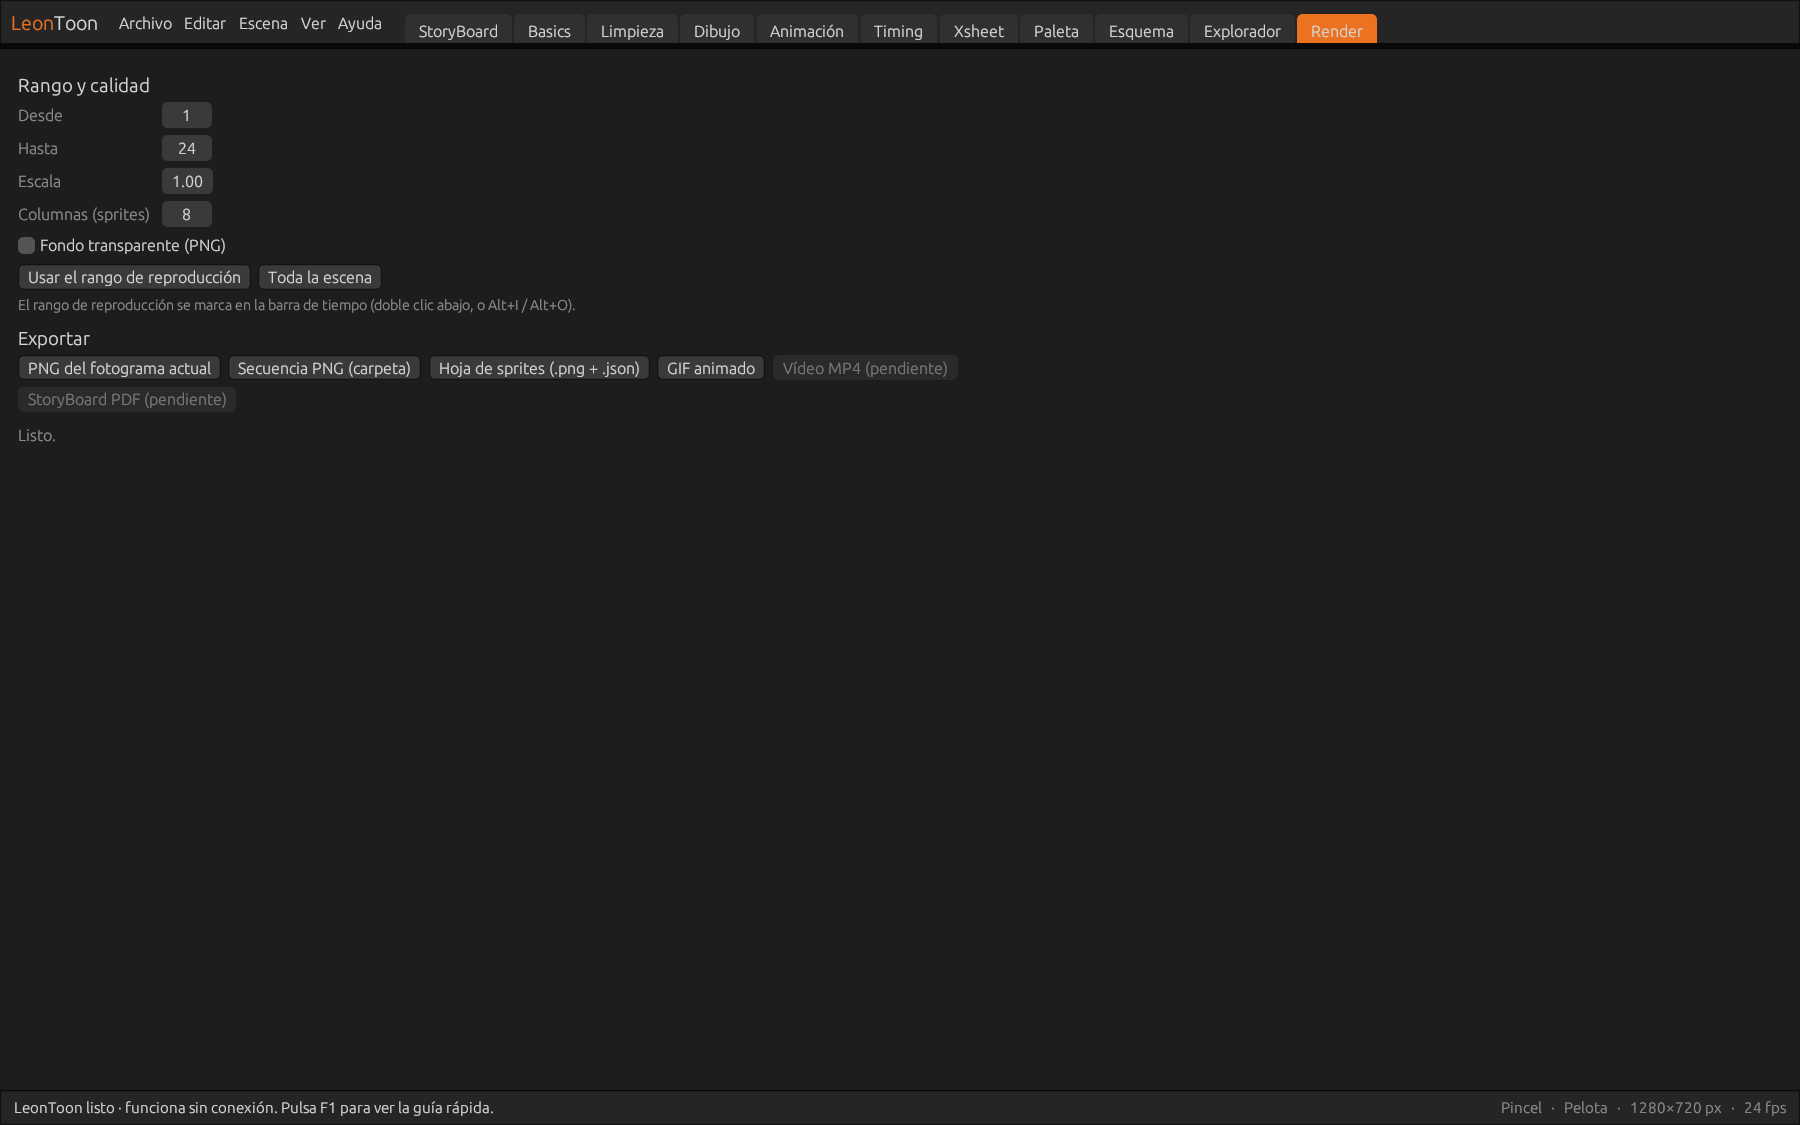 LeonToon Archivo Editar Escena Ver Ayuda StoryBoard Basics Limpieza Dibujo Animación Timing Xsheet Paleta Esquema Explorador Render
Rango y calidad
Desde 1
Hasta 24
Escala 1.00
Columnas (sprites) 8
Fondo transparente (PNG)
Usar el rango de reproducción Toda la escena
El rango de reproducción se marca en la barra de tiempo (doble clic abajo, o Alt+I / Alt+O).
Exportar
PNG del fotograma actual Secuencia PNG (carpeta) Hoja de sprites (.png + .json) GIF animado Vídeo MP4 (pendiente)
StoryBoard PDF (pendiente)
Listo.
LeonToon listo · funciona sin conexión. Pulsa F1 para ver la guía rápida. Pincel · Pelota · 1280×720 px · 24 fps